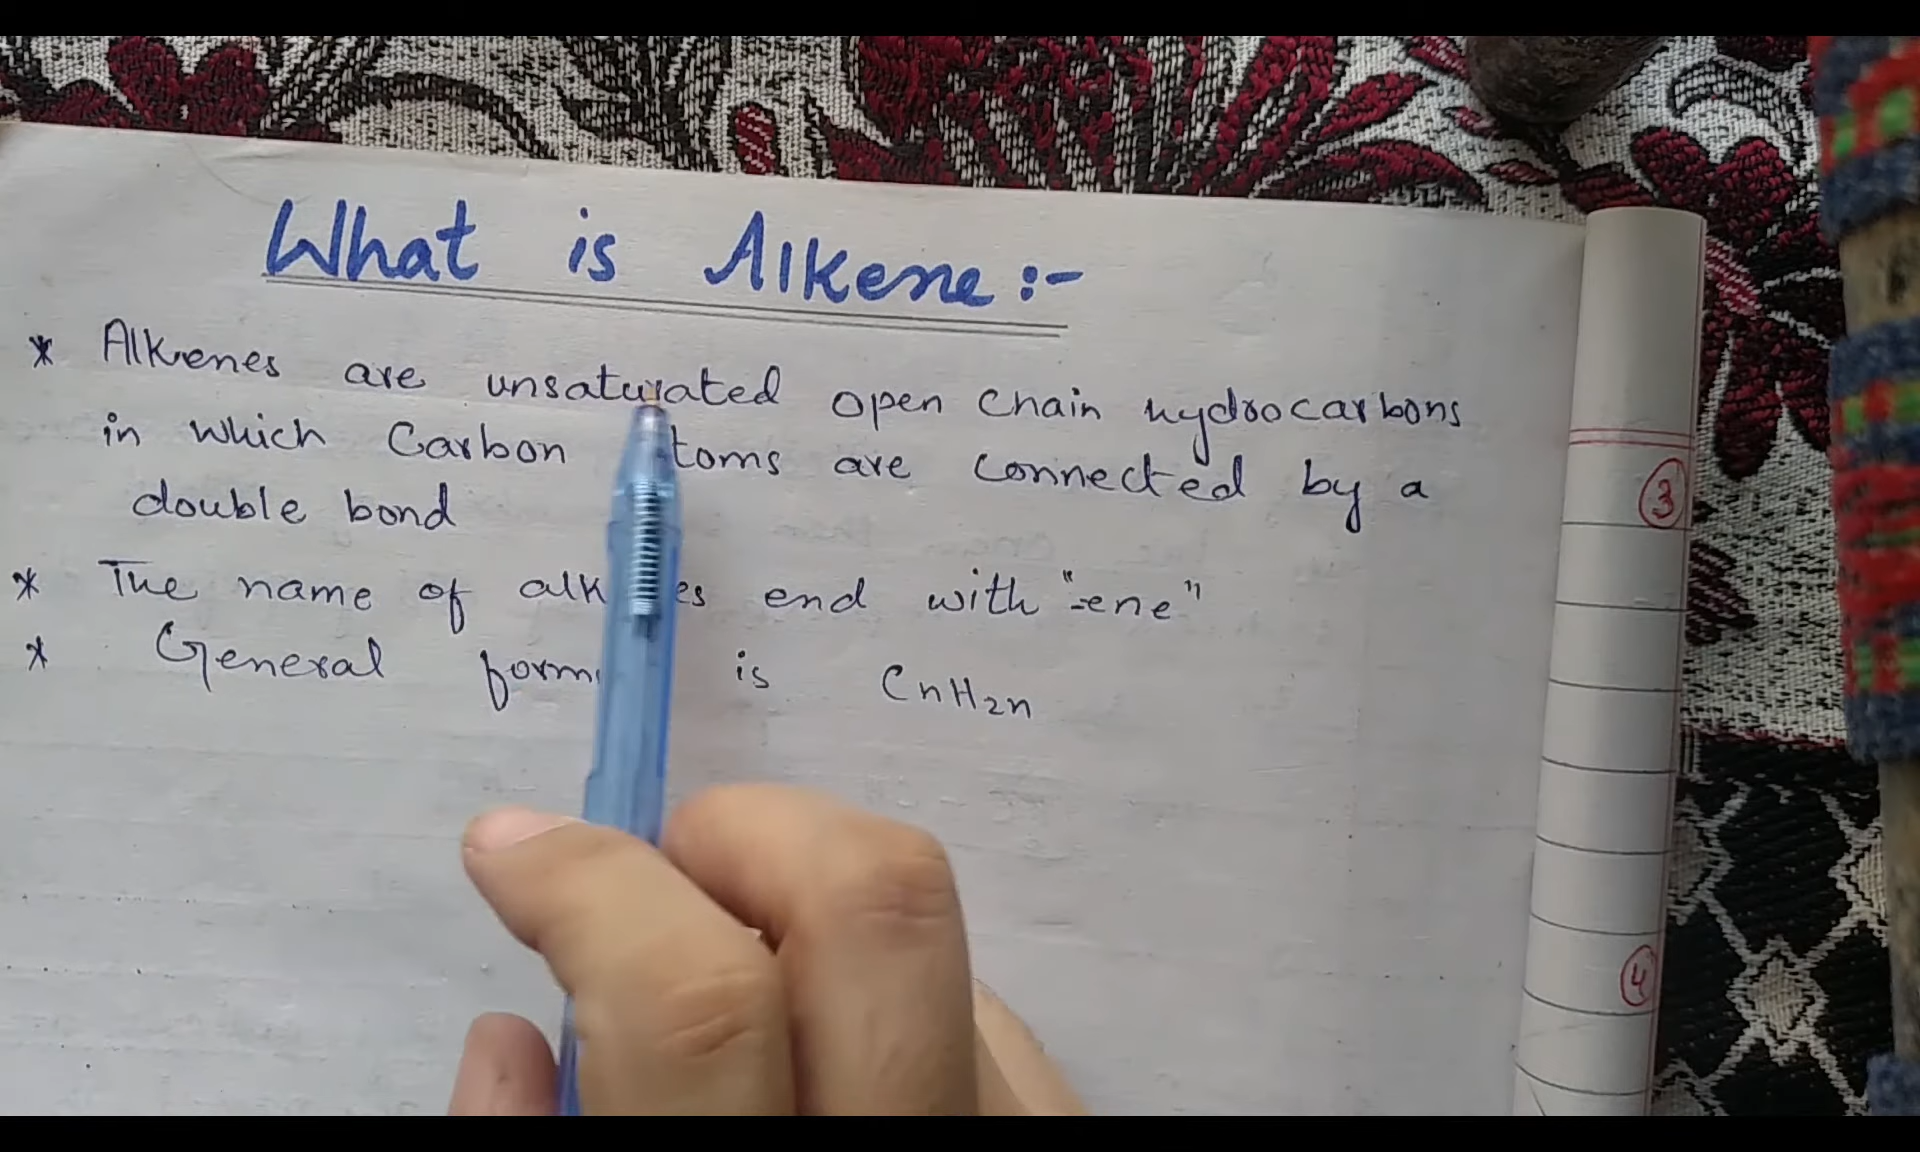 What is Alkene :-
* Alkenes are unsaturated open chain hydrocarbons
in which Carbon toms are connected by a
double bond
* The name of alk es end with "-ene"
* General form is CnH2n
3
4